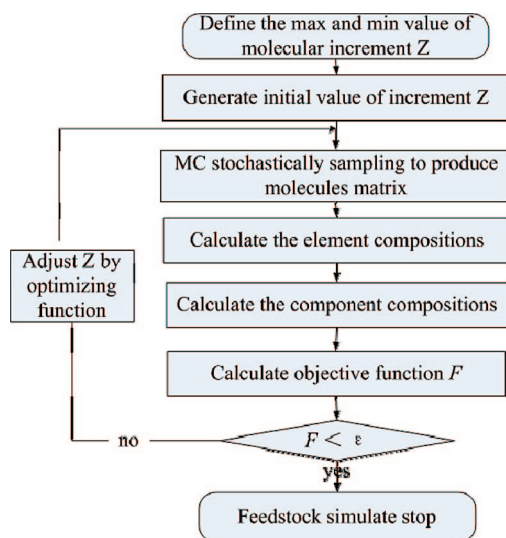 Define the max and min value of
molecular increment Z
Generate initial value of increment Z
MC stochastically sampling to produce
molecules matrix
Calculate the element compositions
Adjust Z by
optimizing
function
Calculate the component compositions
Calculate objective function F
no
F < ε
yes
Feedstock simulate stop